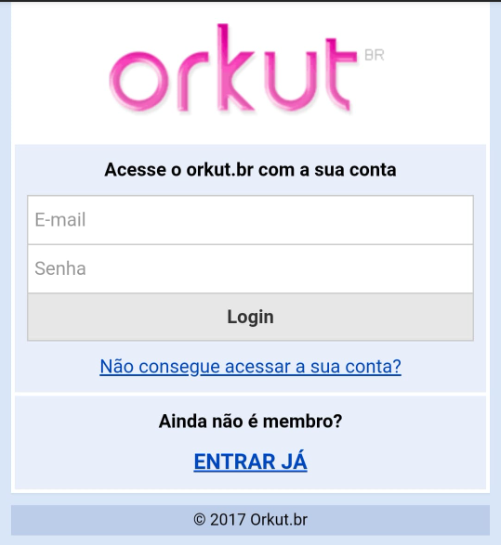 orkut BR
Acesse o orkut.br com a sua conta
E-mail
Senha
Login
Não consegue acessar a sua conta?
Ainda não é membro?
ENTRAR JÁ
© 2017 Orkut.br